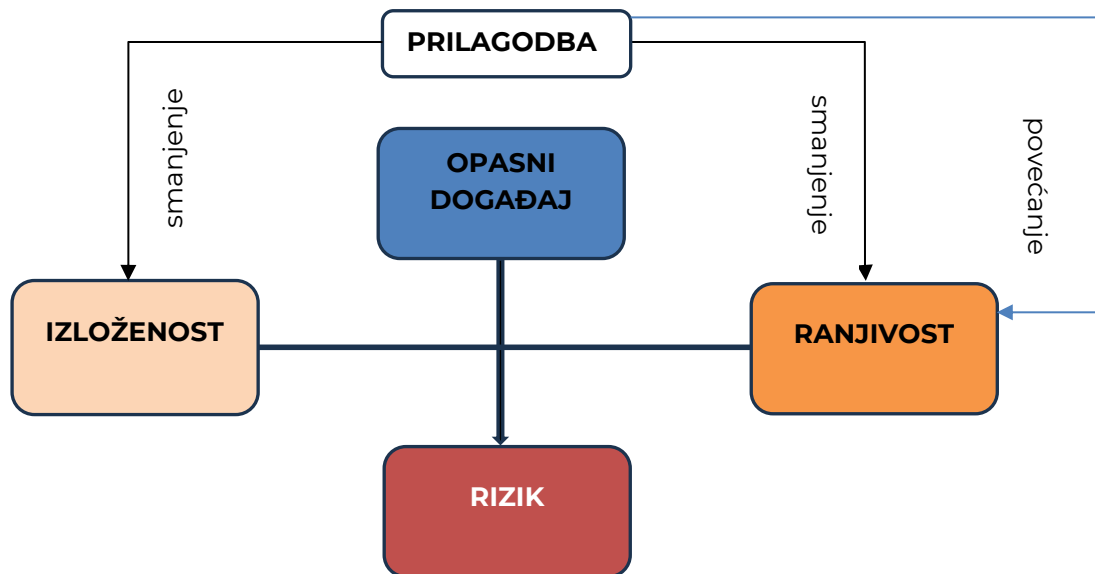 PRILAGODBA
smanjenje
smanjenje
povećanje
OPASNI
DOGAĐAJ
IZLOŽENOST
RANJIVOST
RIZIK